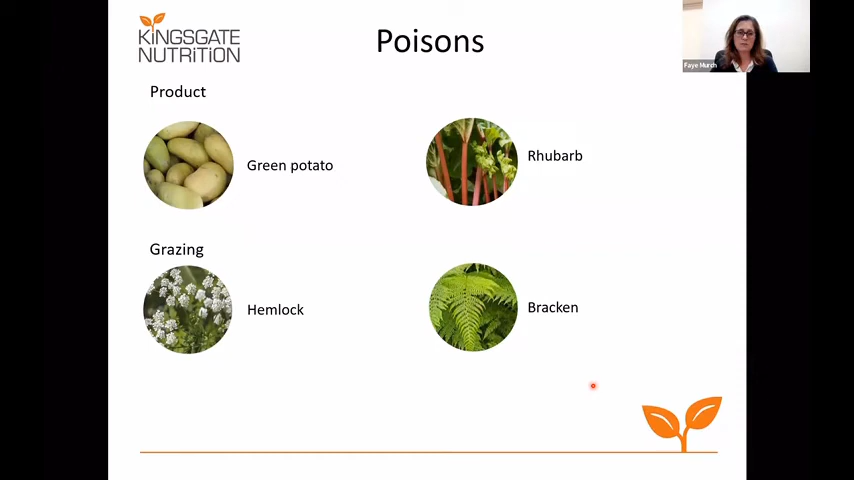 KINGSGATE
NUTRITION
Poisons
Faye Murch
Product
Green potato
Rhubarb
Grazing
Hemlock
Bracken